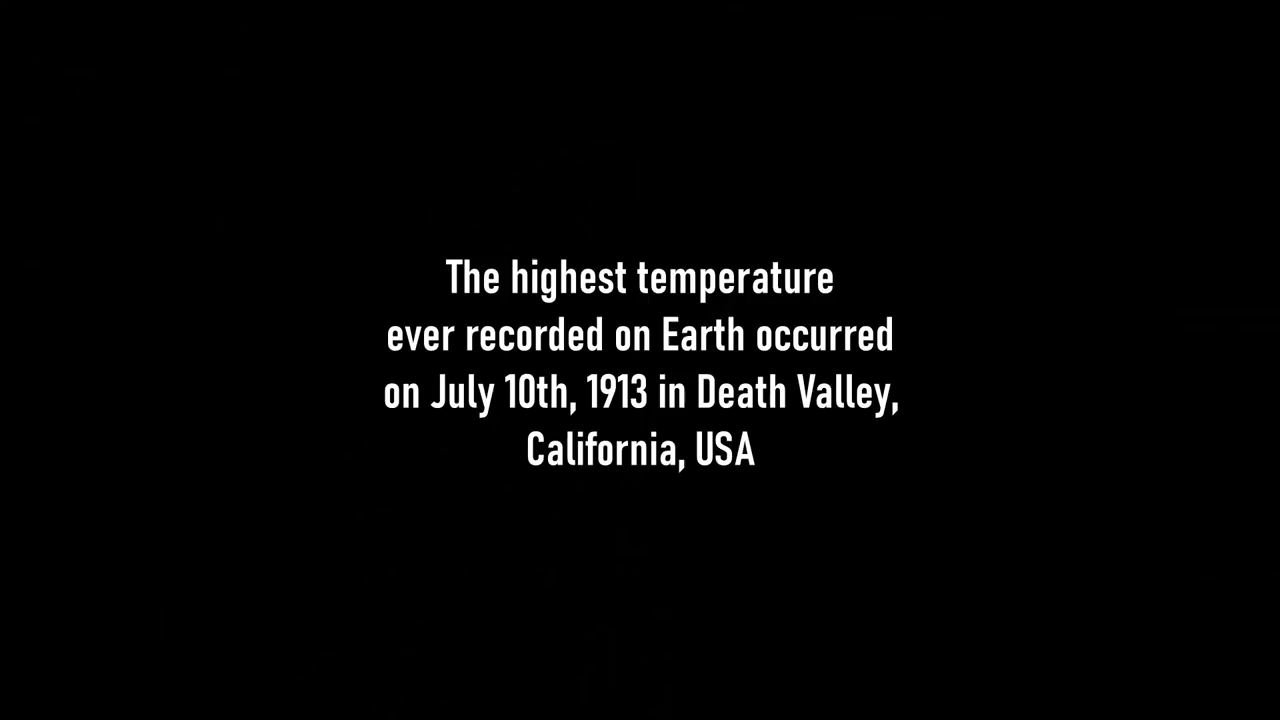 The highest temperature
ever recorded on Earth occurred
on July 10th, 1913 in Death Valley,
California, USA